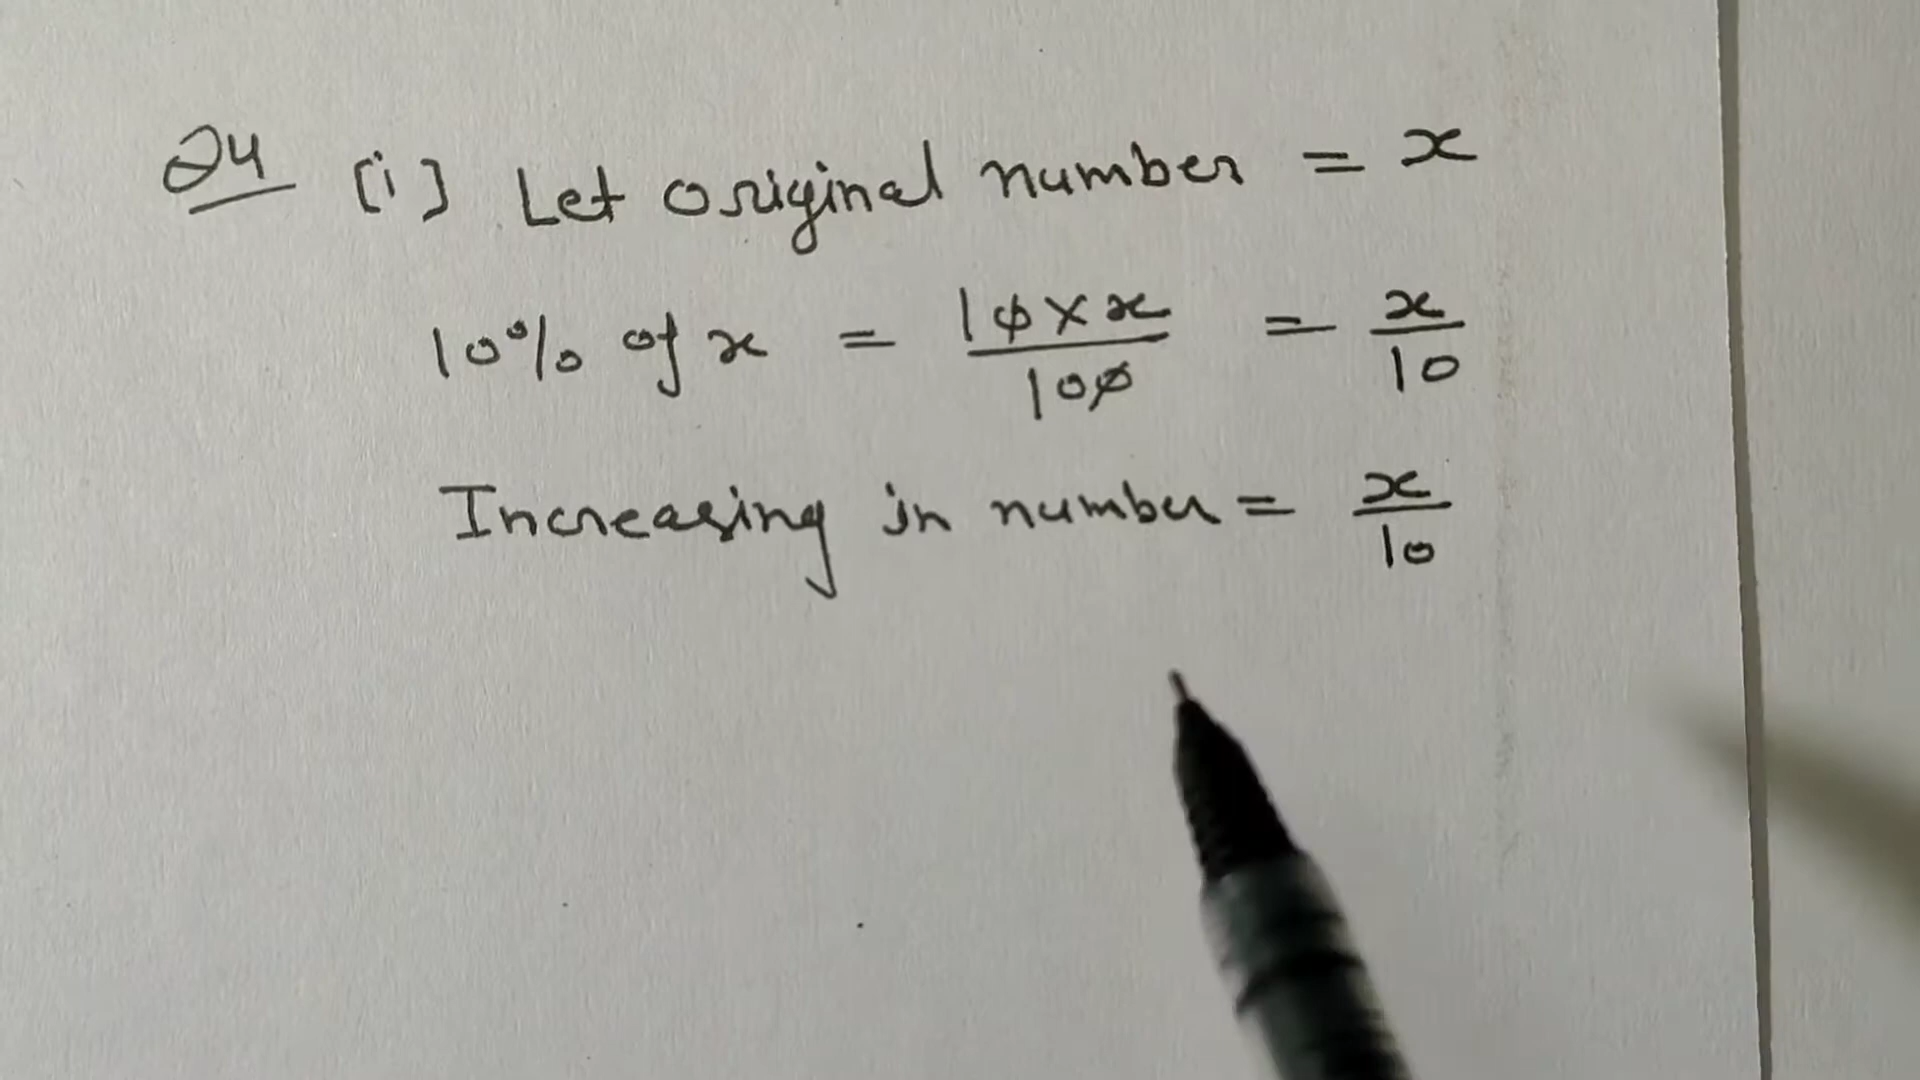 Q4 [i] Let original number = x
10% of x = 10 × x / 100 = x / 10
Increasing in number = x / 10